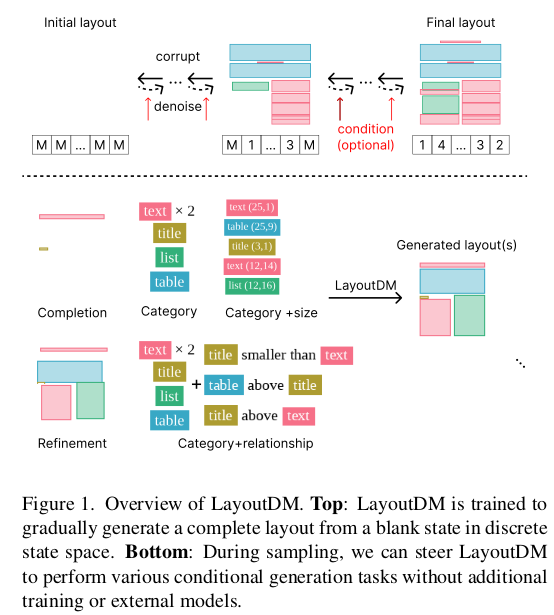 Initial layout
Final layout
corrupt
...
...
denoise
condition
(optional)
M M ... M M
M 1 ... 3 M
1 4 ... 3 2
text × 2
title
list
table
text (25,1)
table (25,9)
title (3,1)
text (12,14)
list (12,16)
Generated layout(s)
LayoutDM
Completion
Category
Category +size
text × 2
title
list
table
+
title smaller than text
table above title
title above text
...
Refinement
Category+relationship
Figure 1. Overview of LayoutDM. Top: LayoutDM is trained to
gradually generate a complete layout from a blank state in discrete
state space. Bottom: During sampling, we can steer LayoutDM
to perform various conditional generation tasks without additional
training or external models.